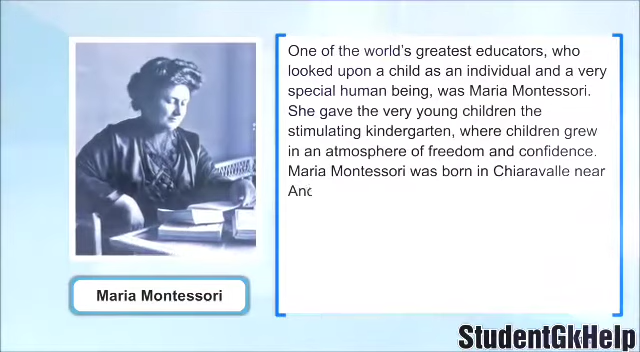 One of the world's greatest educators, who
looked upon a child as an individual and a very
special human being, was Maria Montessori.
She gave the very young children the
stimulating kindergarten, where children grew
in an atmosphere of freedom and confidence.
Maria Montessori was born in Chiaravalle near
Anc
Maria Montessori
StudentGkHelp